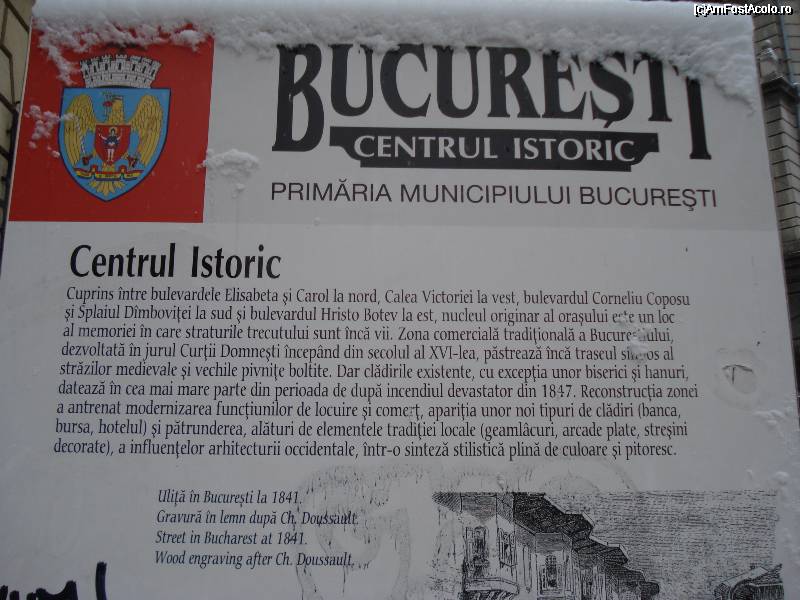 (c)AmFostAcolo.ro
BUCUREŞTI
CENTRUL ISTORIC
PRIMĂRIA MUNICIPIULUI BUCUREŞTI
Centrul Istoric
Cuprins între bulevardele Elisabeta şi Carol la nord, Calea Victoriei la vest, bulevardul Corneliu Coposu
şi Splaiul Dîmboviţei la sud şi bulevardul Hristo Botev la est, nucleul originar al oraşului este un loc
al memoriei în care straturile trecutului sunt încă vii. Zona comercială tradiţională a Bucureştiului,
dezvoltată în jurul Curţii Domneşti începând din secolul al XVI-lea, păstrează încă traseul sinuos al
străzilor medievale şi vechile pivniţe boltite. Dar clădirile existente, cu excepţia unor biserici şi hanuri,
datează în cea mai mare parte din perioada de după incendiul devastator din 1847. Reconstrucţia zonei
a antrenat modernizarea funcţiunilor de locuire şi comerţ, apariţia unor noi tipuri de clădiri (banca,
bursa, hotelul) şi pătrunderea, alături de elementele tradiţiei locale (geamlâcuri, arcade plate, streşini
decorate), a influenţelor arhitecturii occidentale, într-o sinteză stilistică plină de culoare şi pitoresc.
Uliţă în Bucureşti la 1841.
Gravură în lemn după Ch. Doussault.
Street in Bucharest at 1841.
Wood engraving after Ch. Doussault.